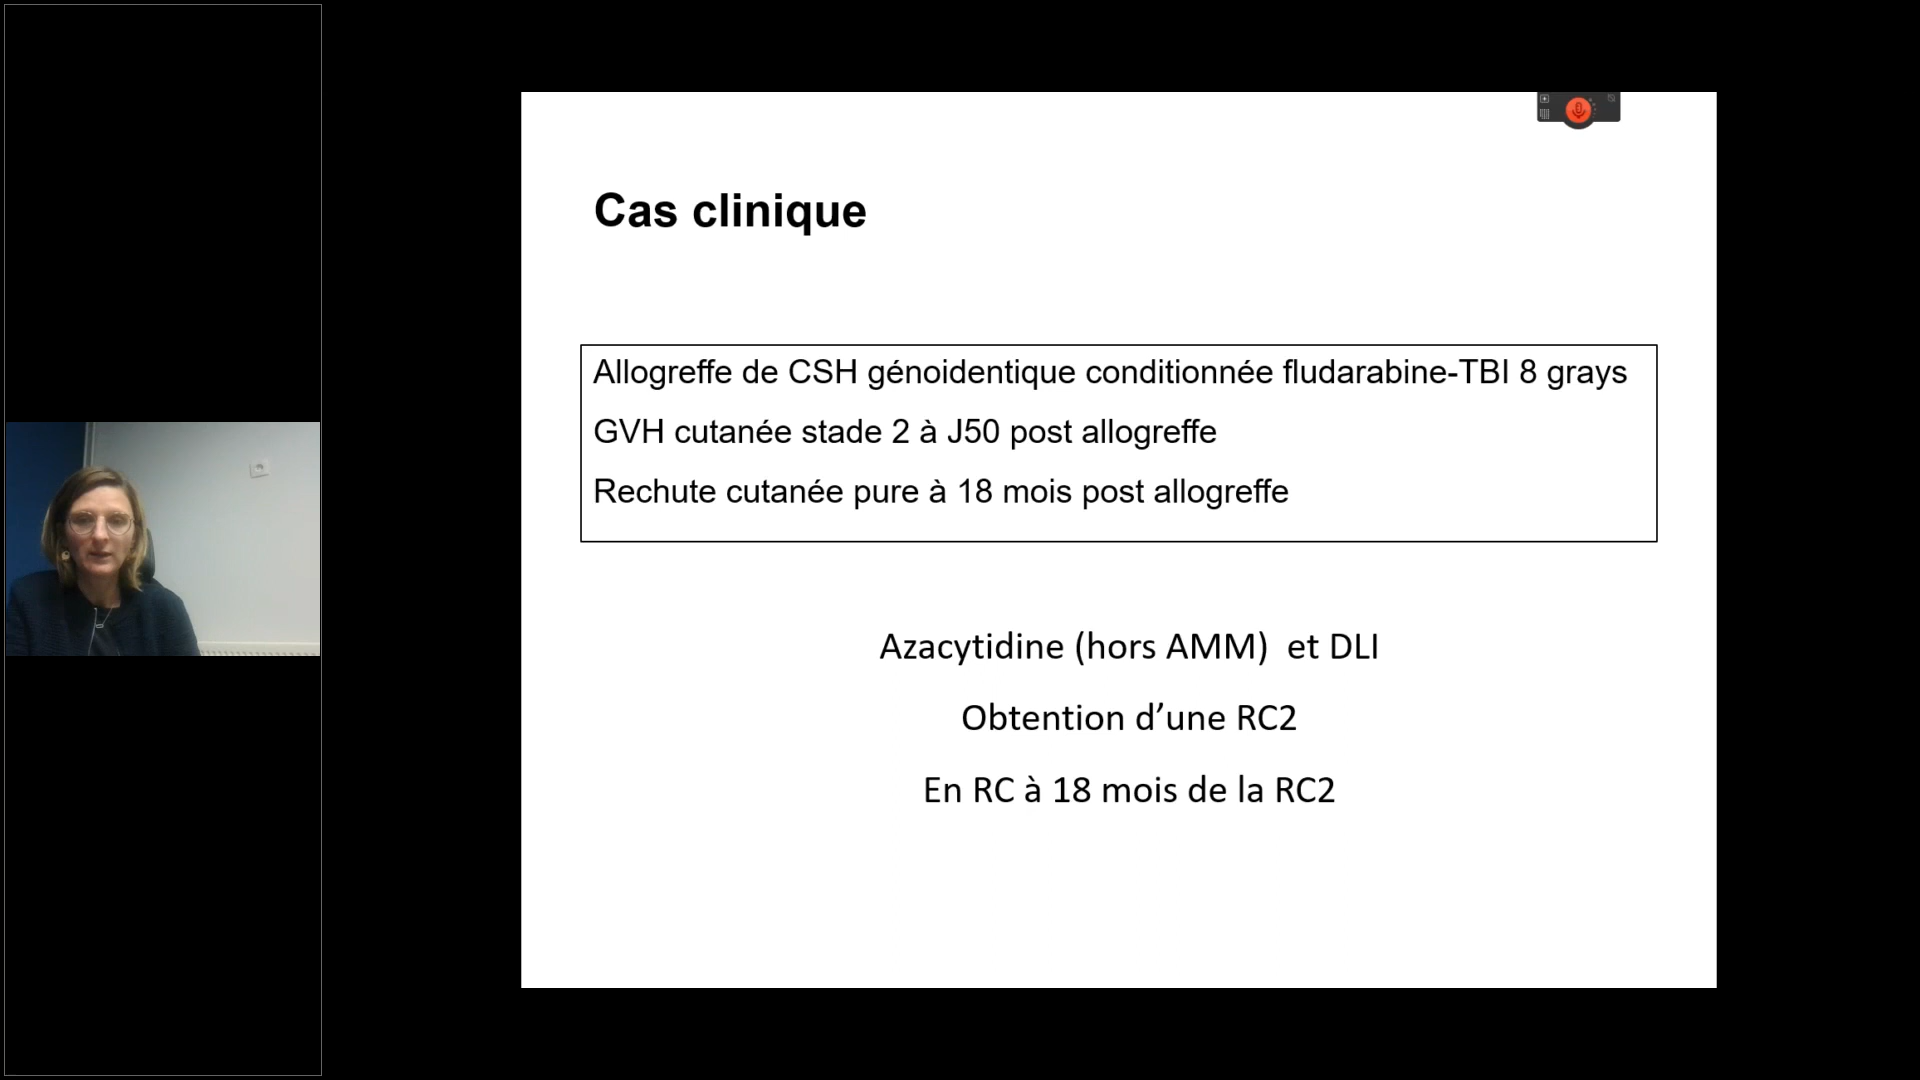 Cas clinique
Allogreffe de CSH génoidentique conditionnée fludarabine-TBI 8 grays
GVH cutanée stade 2 à J50 post allogreffe
Rechute cutanée pure à 18 mois post allogreffe
Azacytidine (hors AMM)  et DLI
Obtention d’une RC2
En RC à 18 mois de la RC2